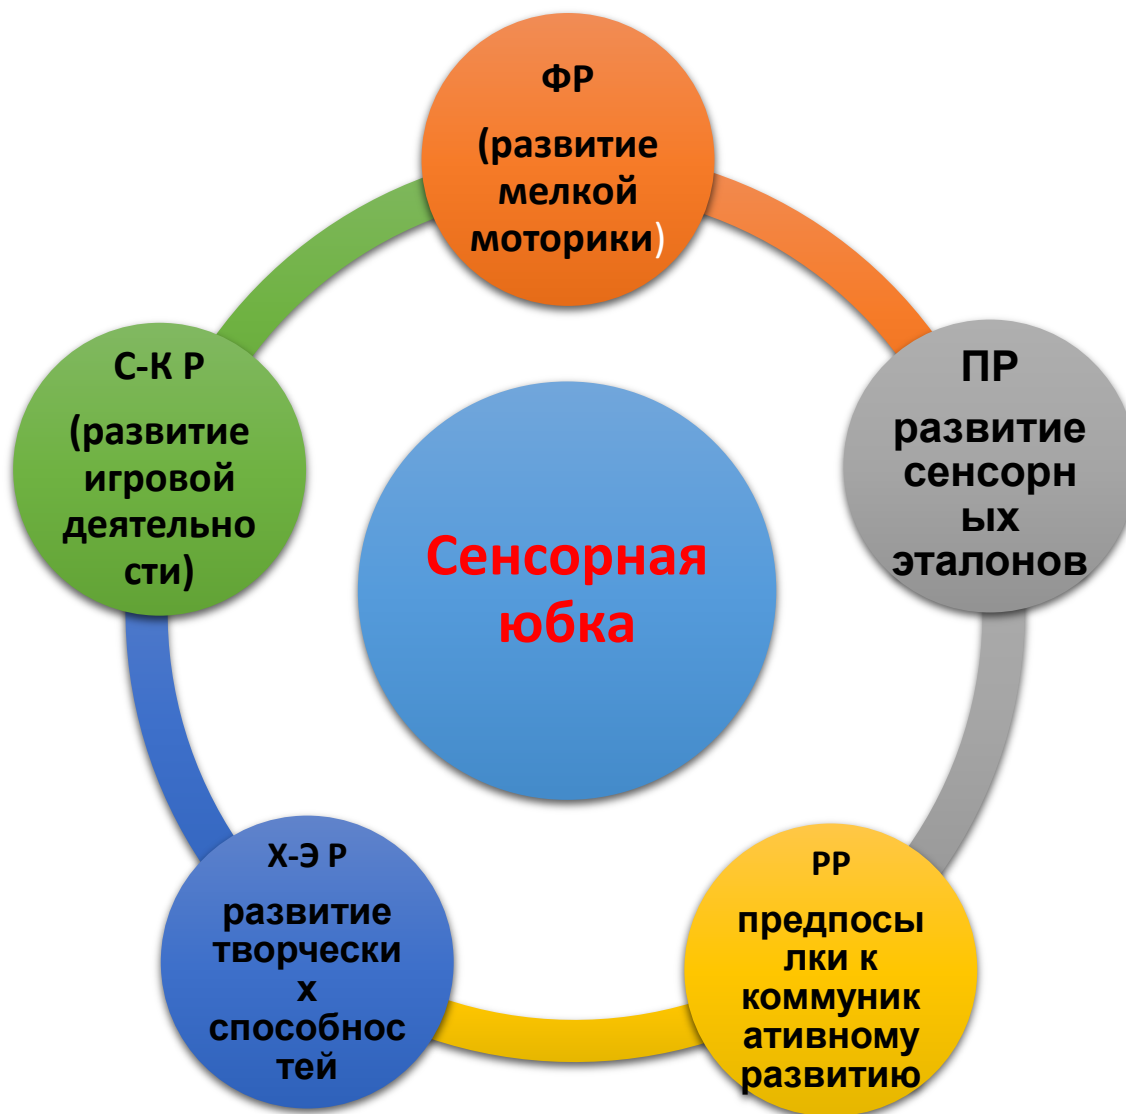 ФР
(развитие
мелкой
моторики)
ПР
развитие
сенсорн
ых
эталонов
РР
предпосы
лки к
коммуник
ативному
развитию
Х-Э Р
развитие
творчески
х
способнос
тей
С-К Р
(развитие
игровой
деятельно
сти)
Сенсорная
юбка